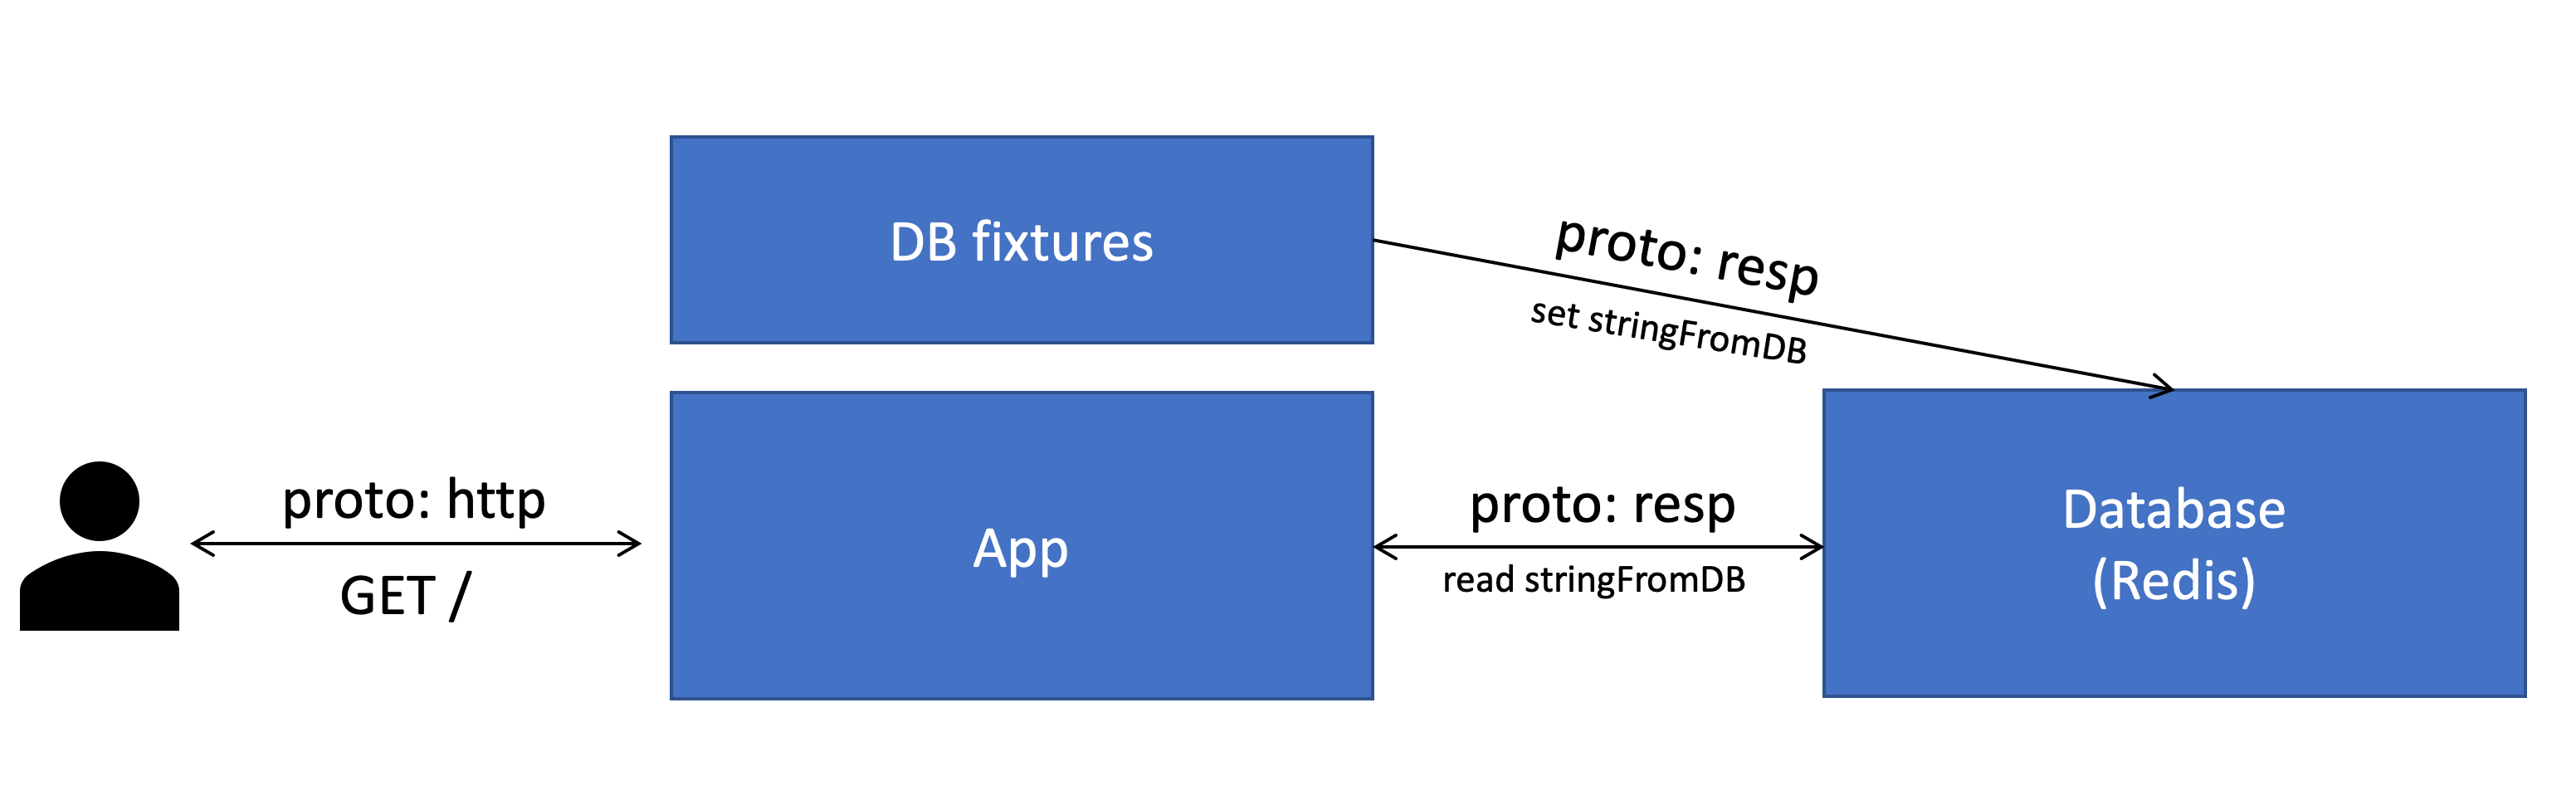 DB fixtures
proto: resp
set stringFromDB
proto: http
GET /
App
proto: resp
read stringFromDB
Database
(Redis)